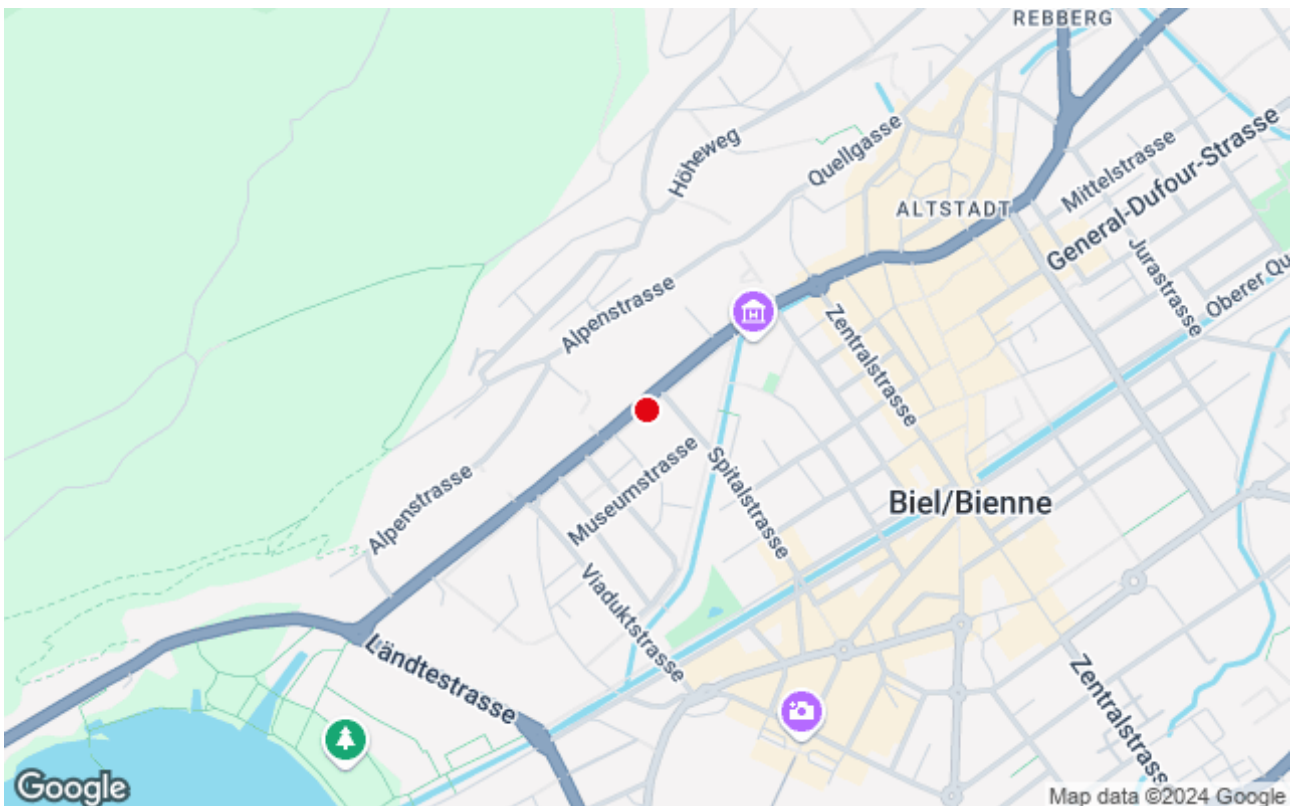 REBBERG
Höheweg
Quellgasse
Mittelstrasse
General-Dufour-Strasse
ALTSTADT
Jurastrasse
Oberer Qu
Alpenstrasse
Zentralstrasse
Museumstrasse
Spitalstrasse
Biel/Bienne
Alpenstrasse
Viaduktstrasse
Ländtestrasse
Zentralstrasse
Google
Map data ©2024 Google